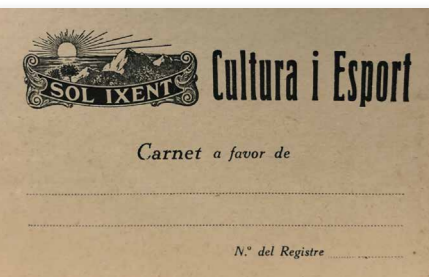 SOL IXENT
Cultura i Esport
Carnet a favor de
N.º del Registre